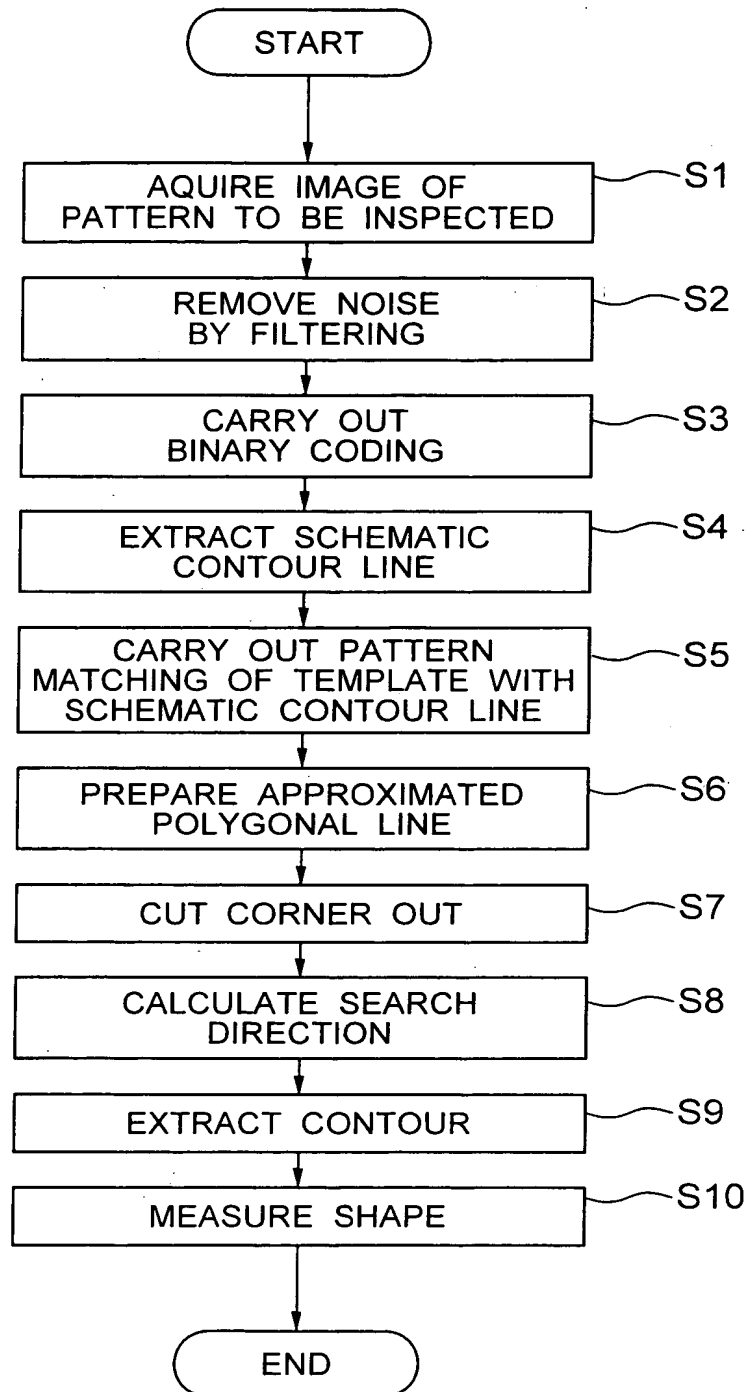 START
AQUIRE IMAGE OF
PATTERN TO BE INSPECTED
S1
REMOVE NOISE
BY FILTERING
S2
CARRY OUT
BINARY CODING
S3
EXTRACT SCHEMATIC
CONTOUR LINE
S4
CARRY OUT PATTERN
MATCHING OF TEMPLATE WITH
SCHEMATIC CONTOUR LINE
S5
PREPARE APPROXIMATED
POLYGONAL LINE
S6
CUT CORNER OUT
S7
CALCULATE SEARCH
DIRECTION
S8
EXTRACT CONTOUR
S9
MEASURE SHAPE
S10
END